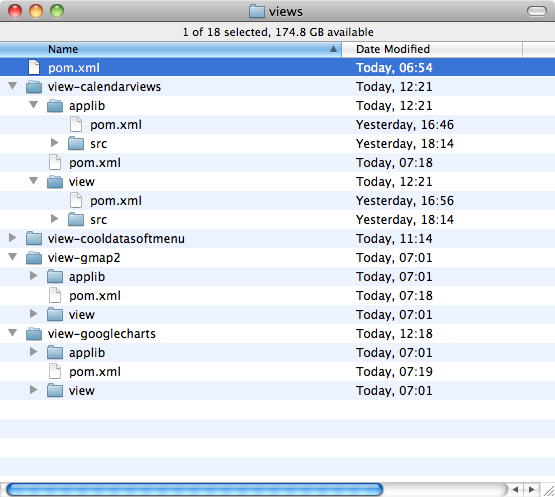 views
1 of 18 selected, 174.8 GB available
Name Date Modified
pom.xml Today, 06:54
view-calendarviews Today, 12:21
applib Today, 12:21
pom.xml Yesterday, 16:46
src Yesterday, 18:14
pom.xml Today, 07:18
view Today, 12:21
pom.xml Yesterday, 16:56
src Yesterday, 18:14
view-cooldatasoftmenu Today, 11:14
view-gmap2 Today, 07:01
applib Today, 07:01
pom.xml Today, 07:18
view Today, 07:01
view-googlecharts Today, 12:18
applib Today, 07:01
pom.xml Today, 07:19
view Today, 07:01